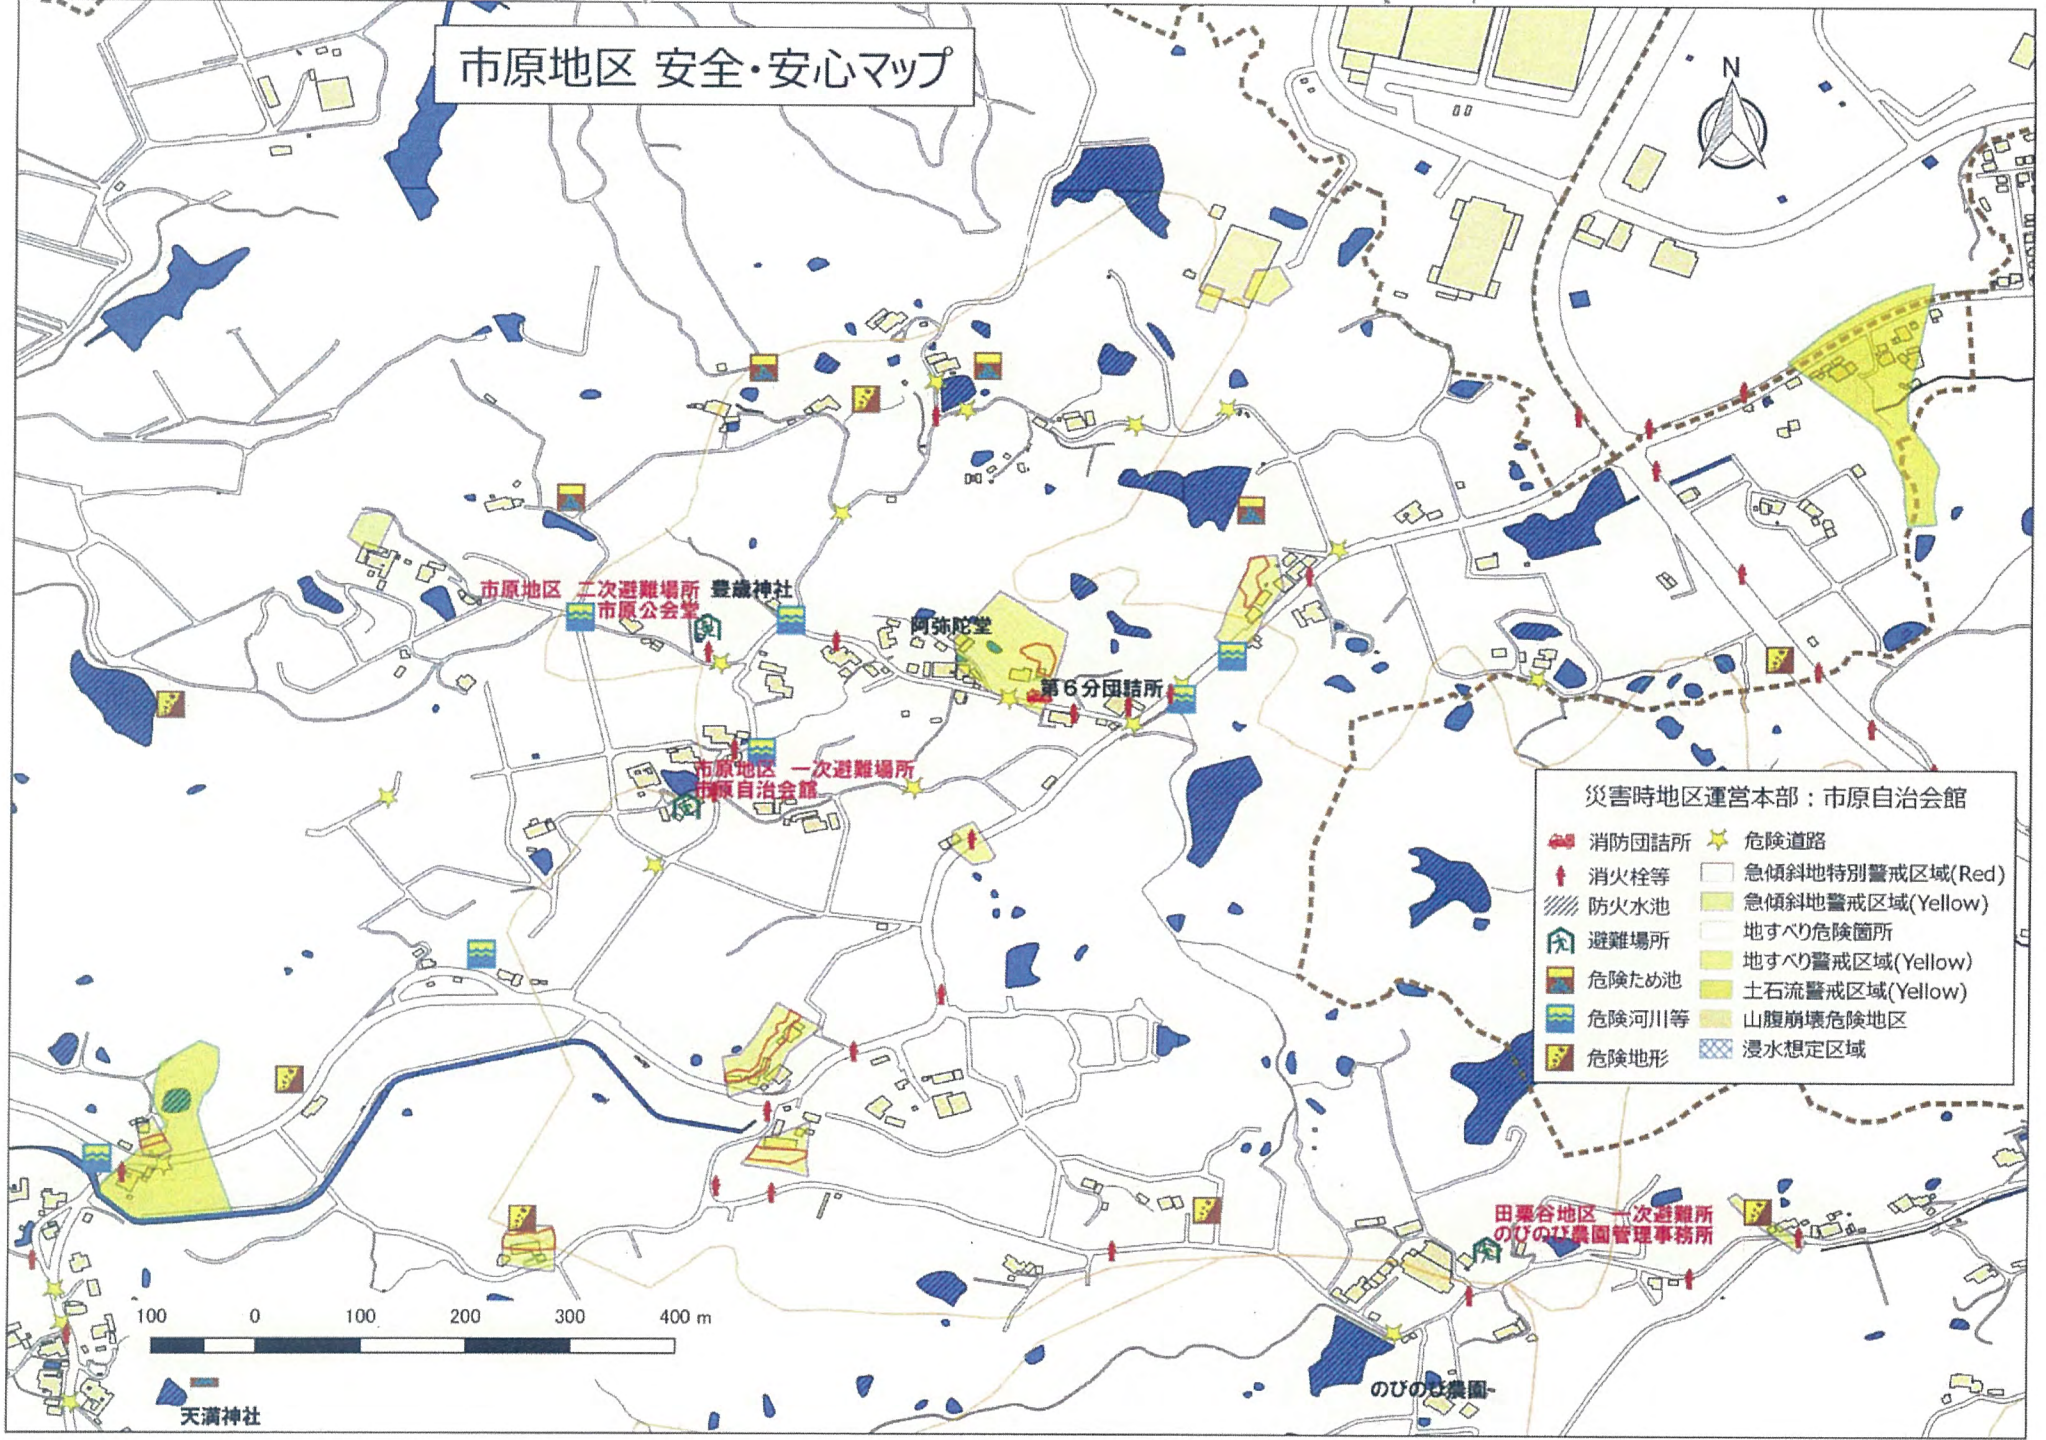 市原地区 安全・安心マップ
N
市原地区 二次避難場所
市原公会堂
豊歳神社
阿弥陀堂
第6分団詰所
市原地区 一次避難場所
市原自治会館
災害時地区運営本部：市原自治会館
消防団詰所
消火栓等
防火水池
避難場所
危険ため池
危険河川等
危険地形
危険道路
急傾斜地特別警戒区域(Red)
急傾斜地警戒区域(Yellow)
地すべり危険箇所
地すべり警戒区域(Yellow)
土石流警戒区域(Yellow)
山腹崩壊危険地区
浸水想定区域
田栗谷地区 一次避難所
のびのび農園管理事務所
100 0 100 200 300 400 m
天満神社
のびのび農園